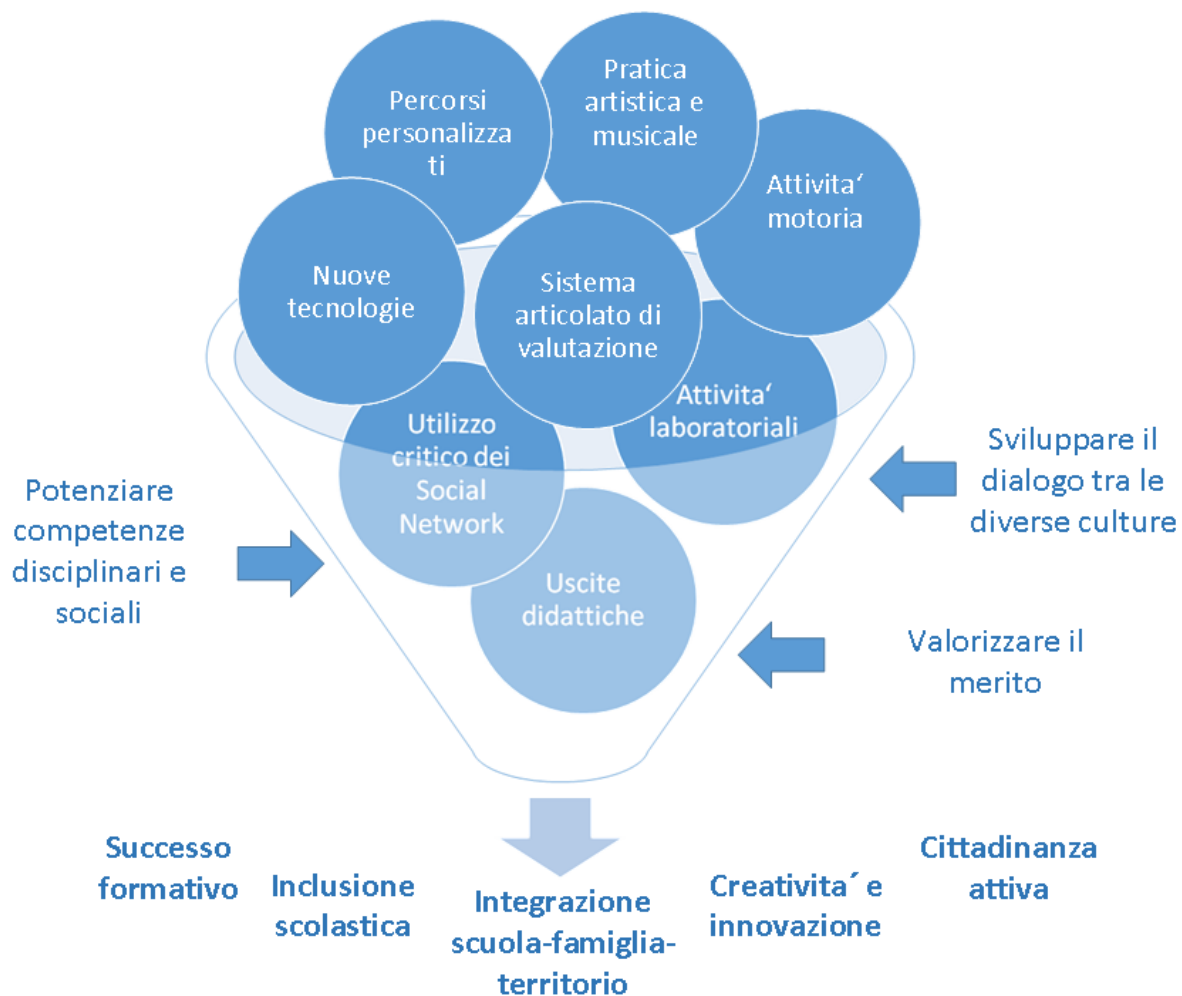 Pratica
artistica e
musicale
Percorsi
personalizza
ti
Attivita‘
motoria
Nuove
tecnologie
Sistema
articolato di
valutazione
Attivita‘
laboratoriali
Utilizzo
critico dei
Social
Network
Uscite
didattiche
Potenziare
competenze
disciplinari e
sociali
Sviluppare il
dialogo tra le
diverse culture
Valorizzare il
merito
Successo
formativo
Inclusione
scolastica
Integrazione
scuola-famiglia-
territorio
Creativita´ e
innovazione
Cittadinanza
attiva